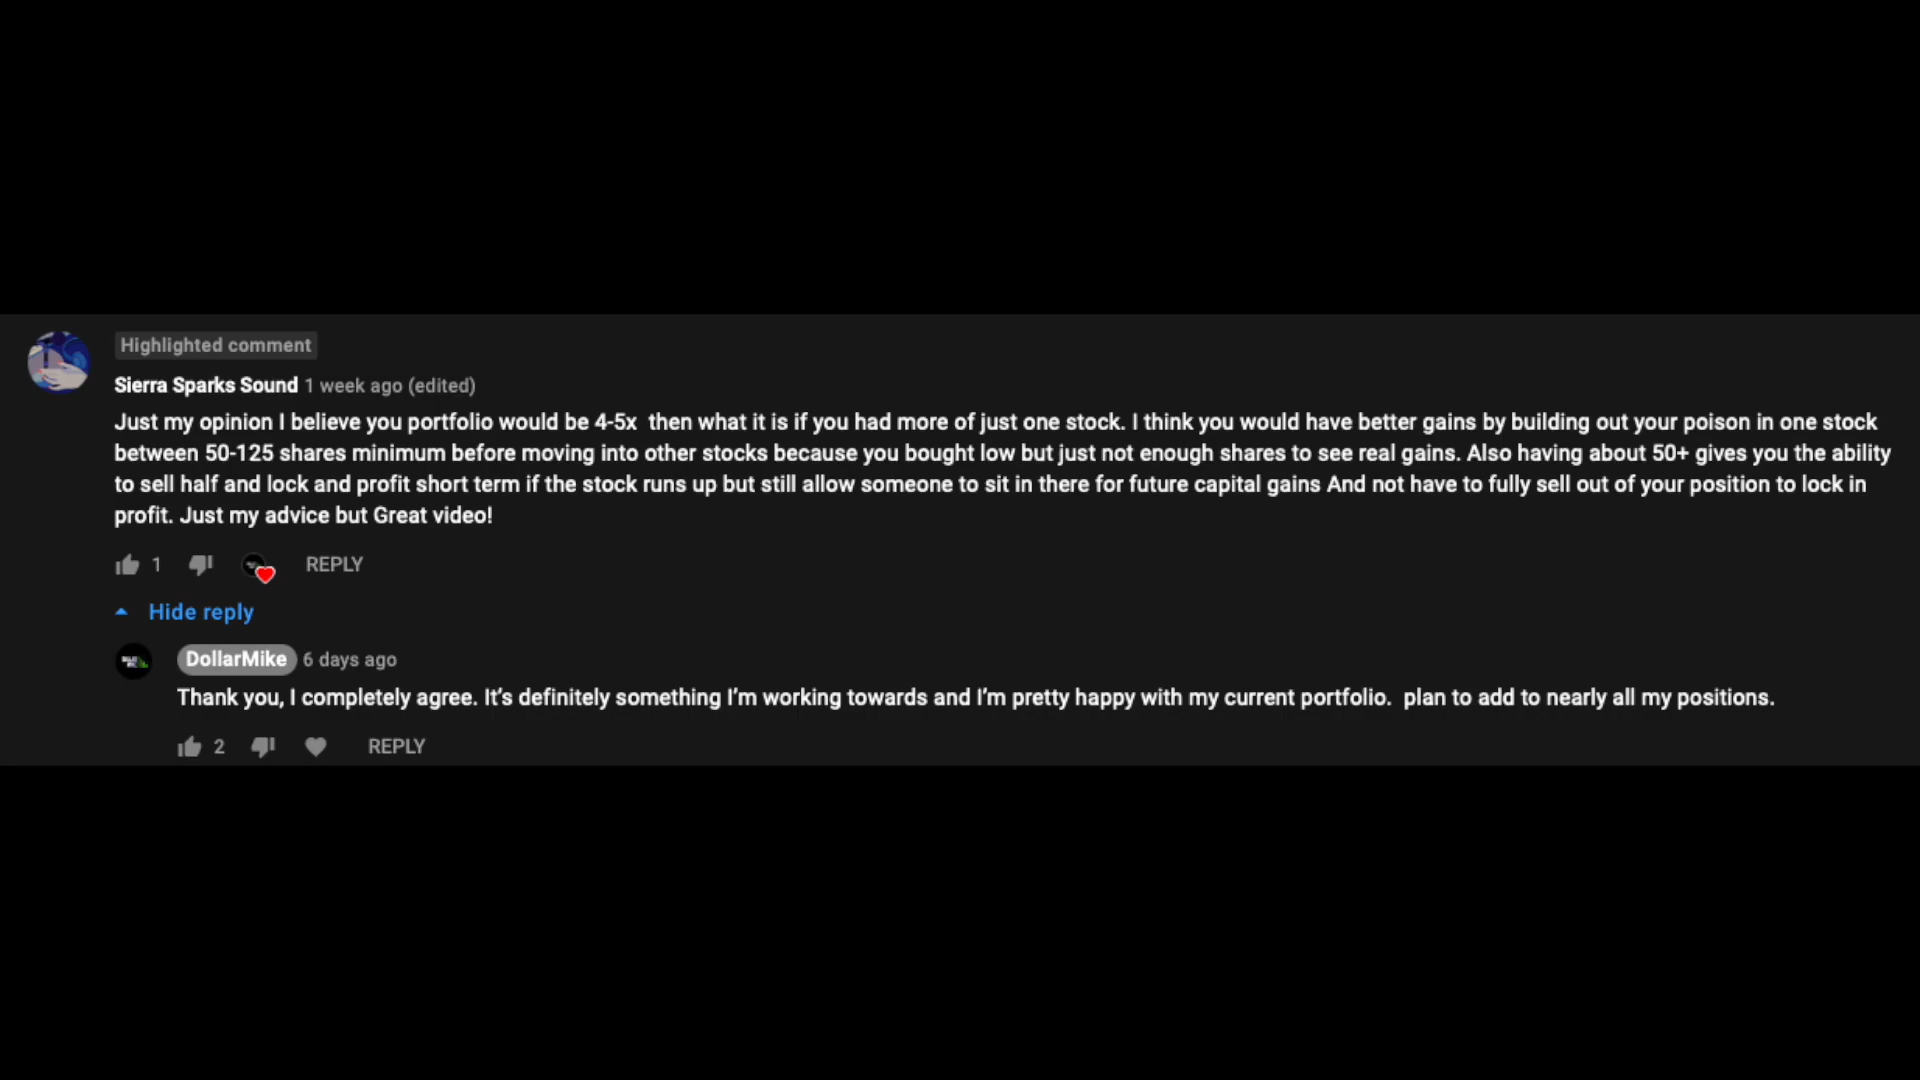 Highlighted comment
Sierra Sparks Sound 1 week ago (edited)
Just my opinion I believe you portfolio would be 4-5x  then what it is if you had more of just one stock. I think you would have better gains by building out your poison in one stock
between 50-125 shares minimum before moving into other stocks because you bought low but just not enough shares to see real gains. Also having about 50+ gives you the ability
to sell half and lock and profit short term if the stock runs up but still allow someone to sit in there for future capital gains And not have to fully sell out of your position to lock in
profit. Just my advice but Great video!
1 REPLY
Hide reply
DollarMike 6 days ago
Thank you, I completely agree. It’s definitely something I’m working towards and I’m pretty happy with my current portfolio.  plan to add to nearly all my positions.
2 REPLY